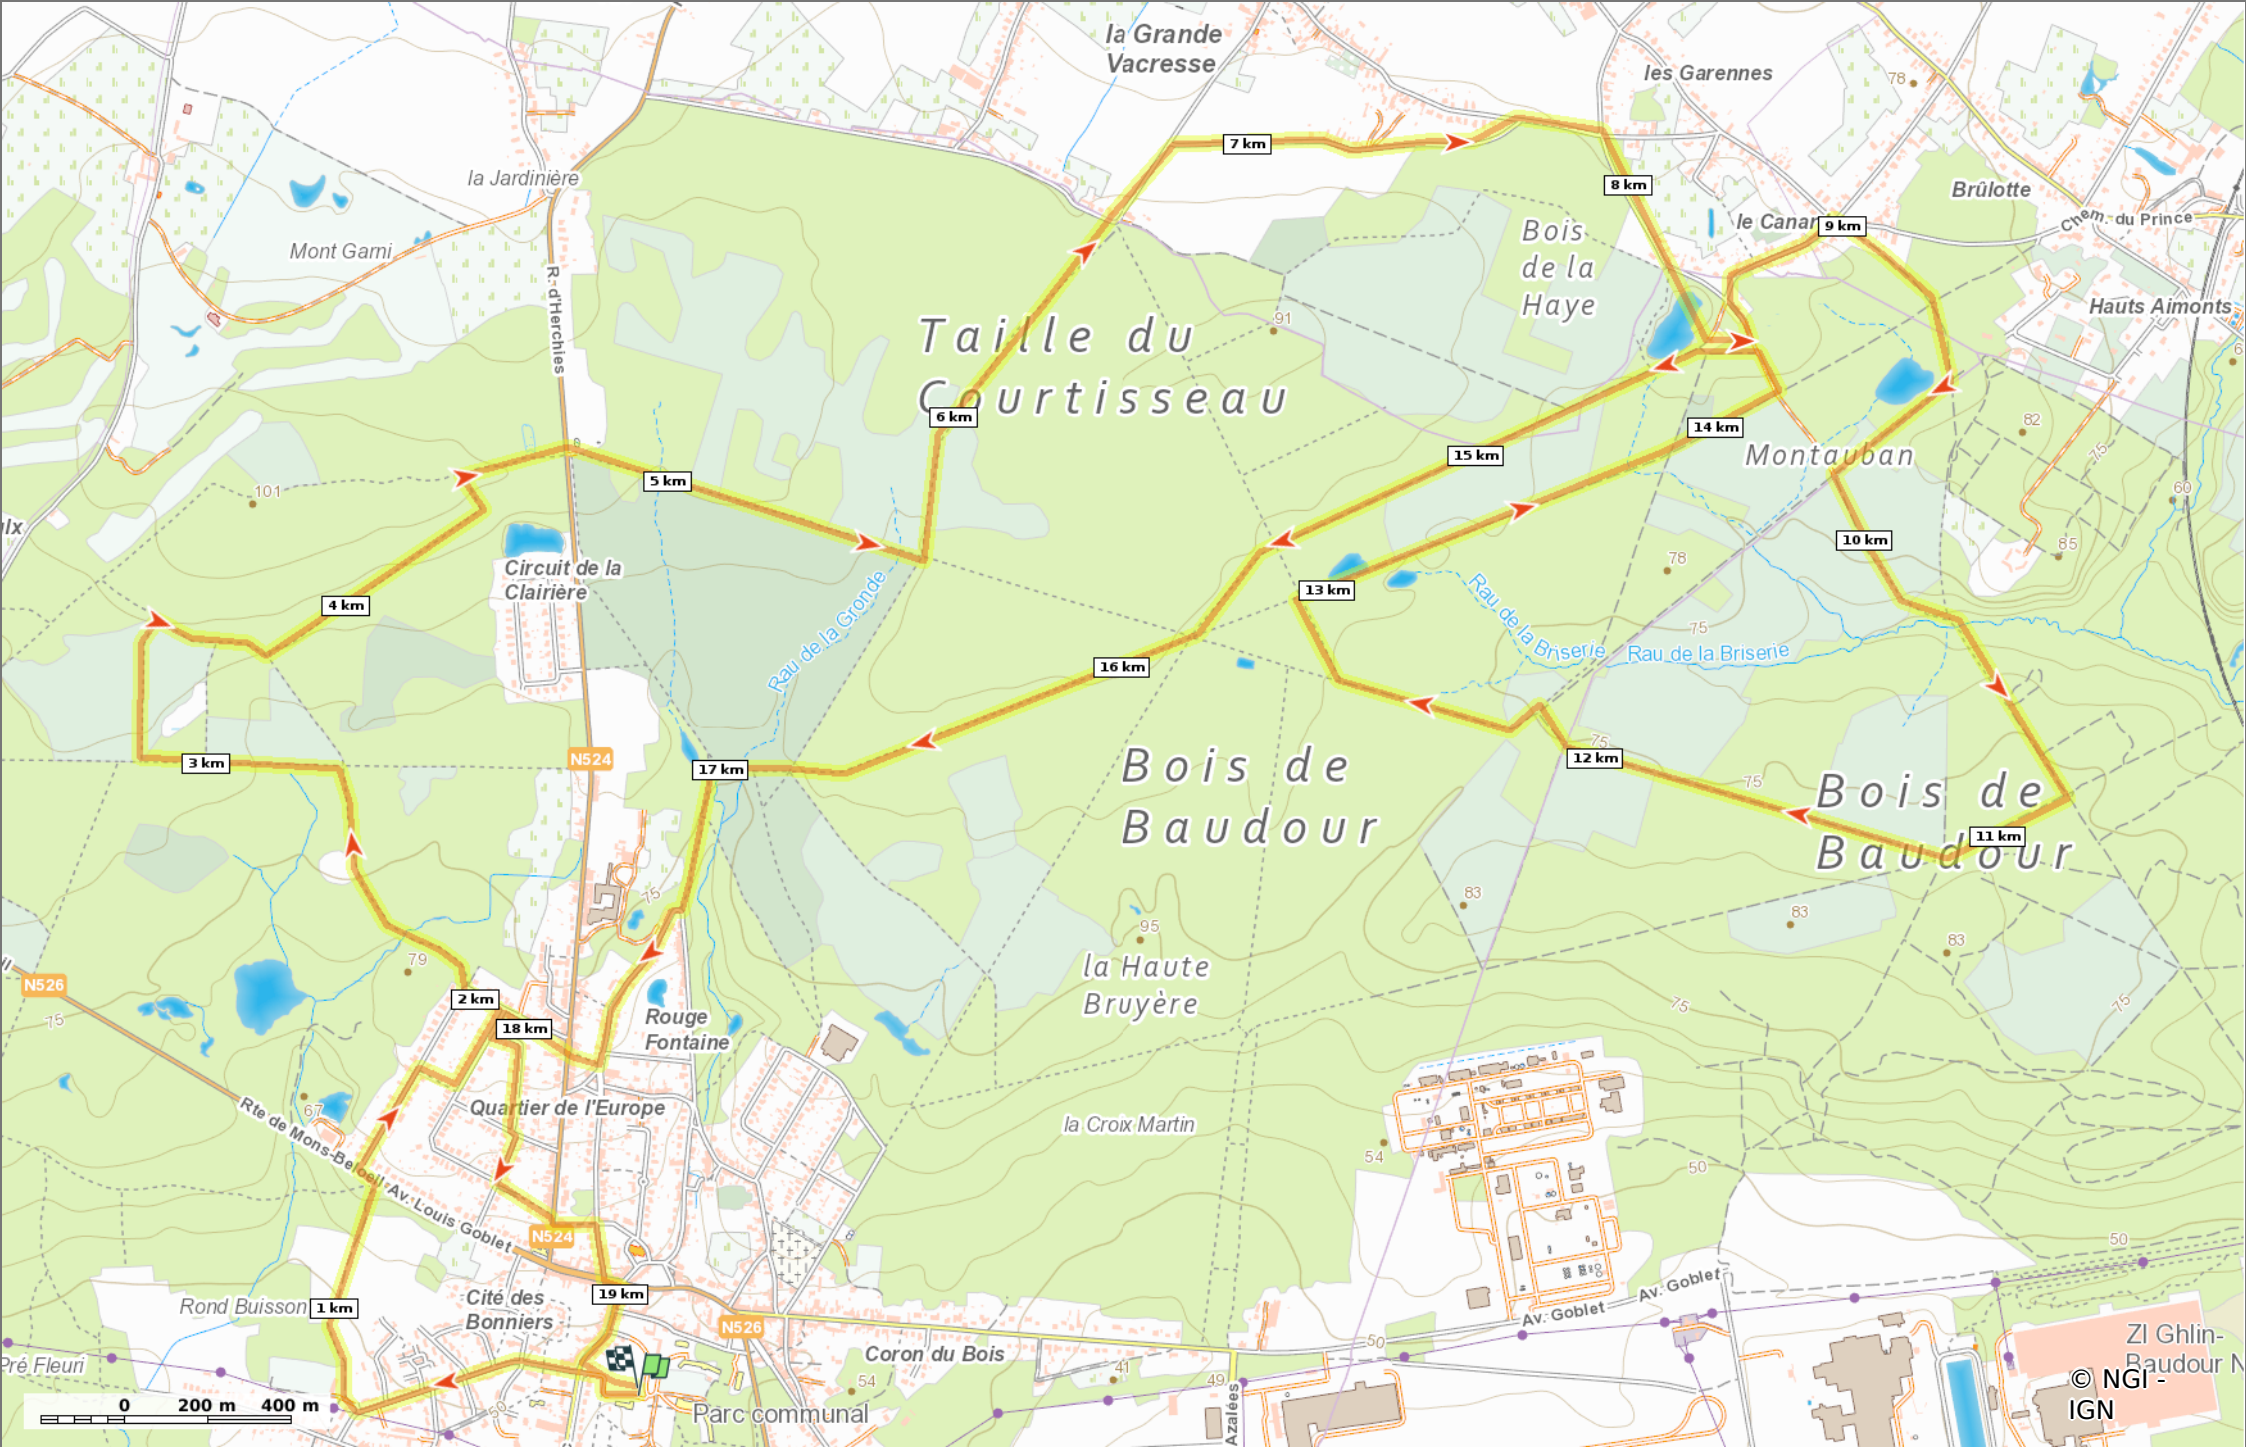 la Grande
Vacresse
les Garennes
78
7 km
la Jardinière
8 km
Brûlotte
Chem. du Prince
Mont Garni
Bois
de la
Haye
le Canar
9 km
R. d'Herchies
Hauts Aimonts
91
Taille du
Courtisseau
6 km
14 km
82
15 km
Montauban
75
101
5 km
60
ulx
10 km
85
Circuit de la
Clairière
78
4 km
13 km
Rau de la Gronde
Rau de la Briserie
75
Rau de la Briserie
16 km
75
12 km
3 km
N524
17 km
75
Bois de
Baudour
Bois de
Baudour
11 km
75
83
83
95
83
79
la Haute
Bruyère
N526
75
2 km
18 km
Rouge
Fontaine
75
75
67
Rte de Mons-Beloeil
Quartier de l'Europe
la Croix Martin
54
50
Av. Louis Goblet
N524
50
Rond Buisson
1 km
Cité des
Bonniers
19 km
N526
Av. Goblet
Av. Goblet
50
Coron du Bois
Pré Fleuri
41
49
54
ZI Ghlin-
Baudour N
© NGI -
IGN
0 200 m 400 m
50
Parc communal
Azalées